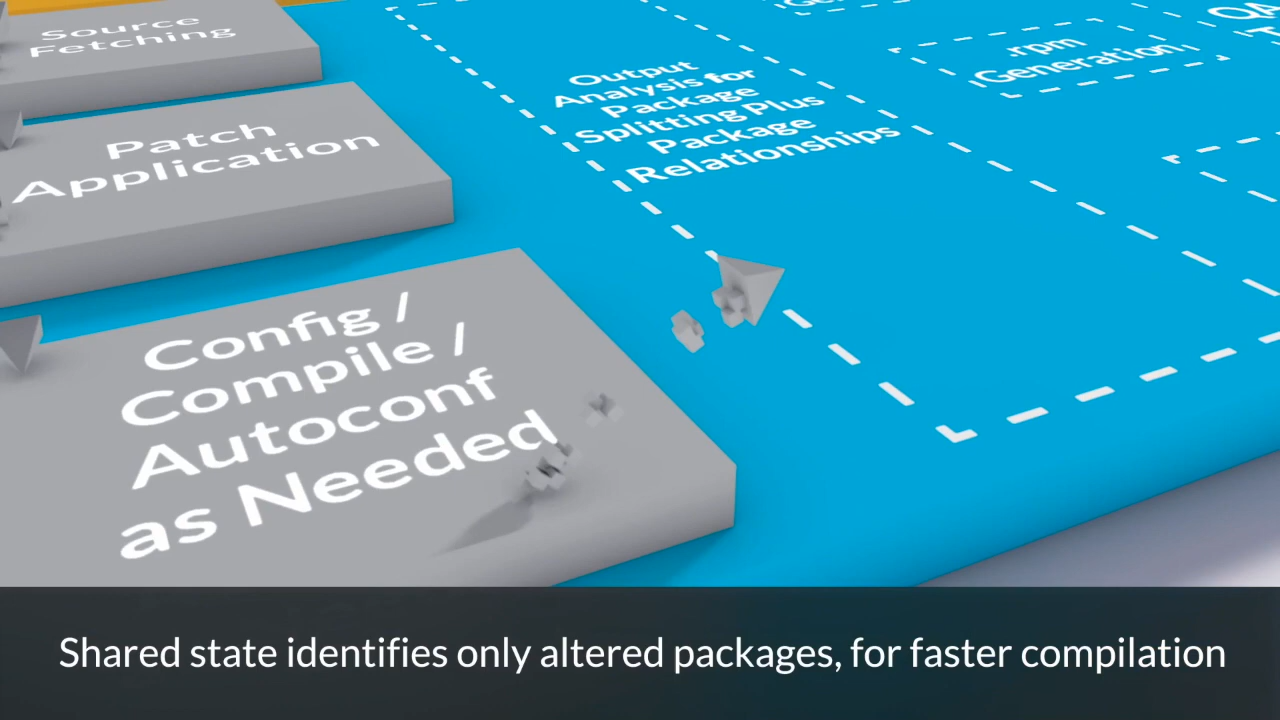 Source
Fetching
Patch
Application
Config /
Compile /
Autoconf
as Needed
Output
Analysis for
Package
Splitting Plus
Package
Relationships
.rpm
Generation
QA
Shared state identifies only altered packages, for faster compilation